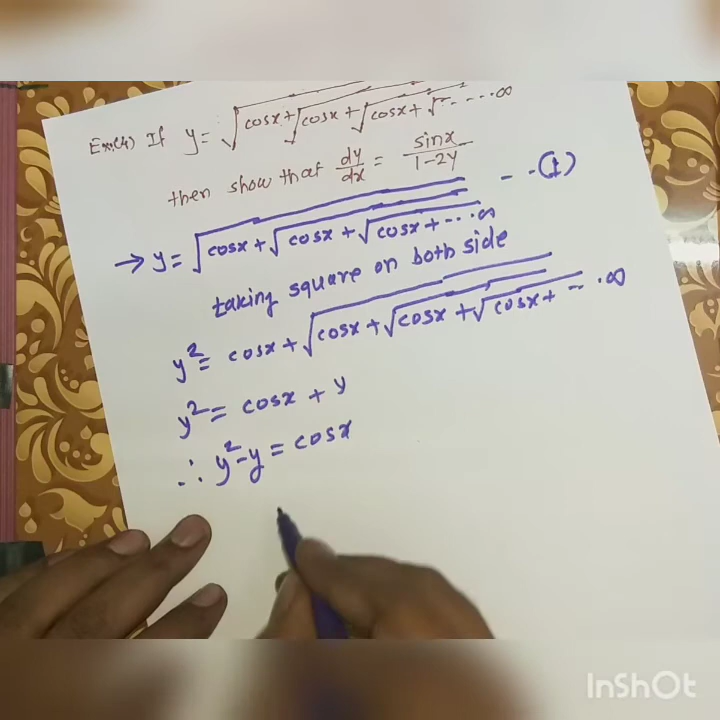 Ex:(4) If y = √cosx + √cosx + √cosx + √- - - - ∞
then show that dy/dx = sinx/1-2y
→ y = √cosx + √cosx + √cosx + - - - ∞ - - - (1)
taking square on both side
y² = cosx + √cosx + √cosx + √cosx + - - - ∞
y² = cosx + y
∴ y² - y = cosx
InShOt